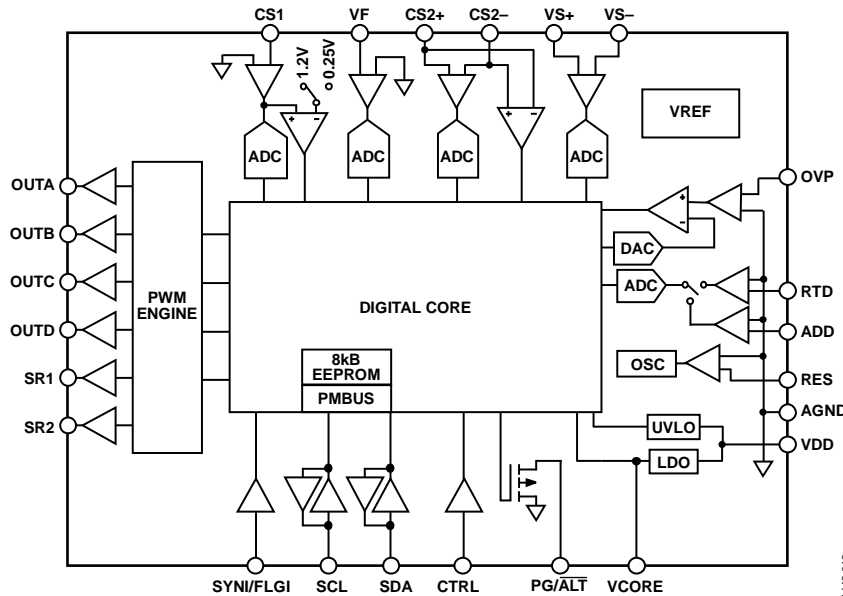 CS1 VF CS2+ CS2– VS+ VS–
1.2V
0.25V
+ –
+ –
VREF
ADC
ADC
ADC
ADC
OVP
+
–
DAC
ADC
RTD
ADD
OSC
RES
AGND
UVLO
VDD
LDO
OUTA
OUTB
OUTC
OUTD
SR1
SR2
PWM
ENGINE
DIGITAL CORE
8kB
EEPROM
PMBUS
SYNI/FLGI SCL SDA CTRL PG/ALT VCORE